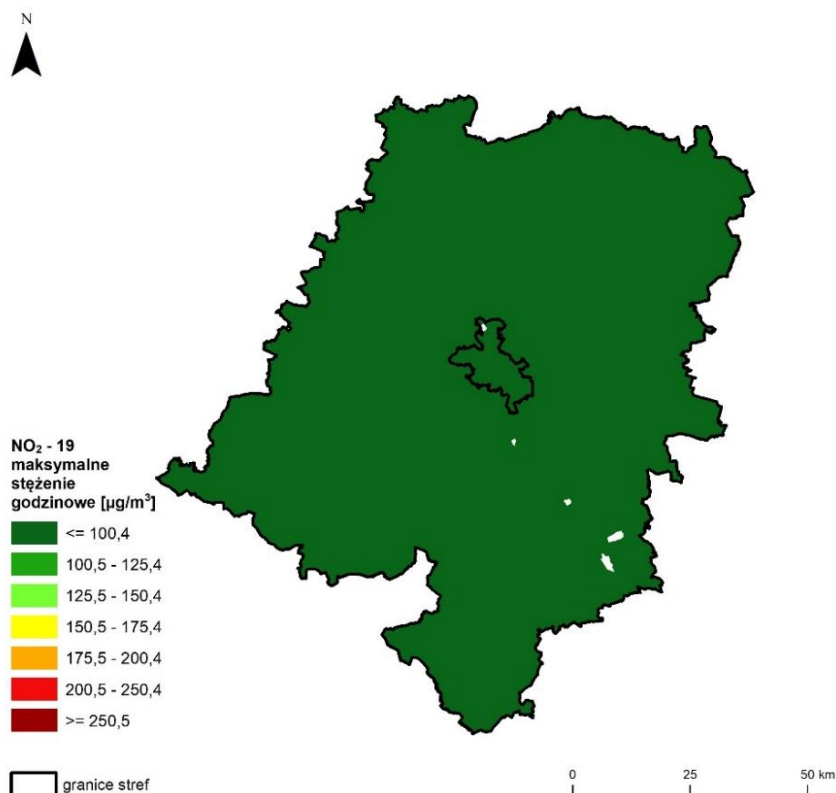 N
NO₂ - 19
maksymalne
stężenie
godzinowe [µg/m³]
<= 100,4
100,5 - 125,4
125,5 - 150,4
150,5 - 175,4
175,5 - 200,4
200,5 - 250,4
>= 250,5
granice stref
0 25 50 km